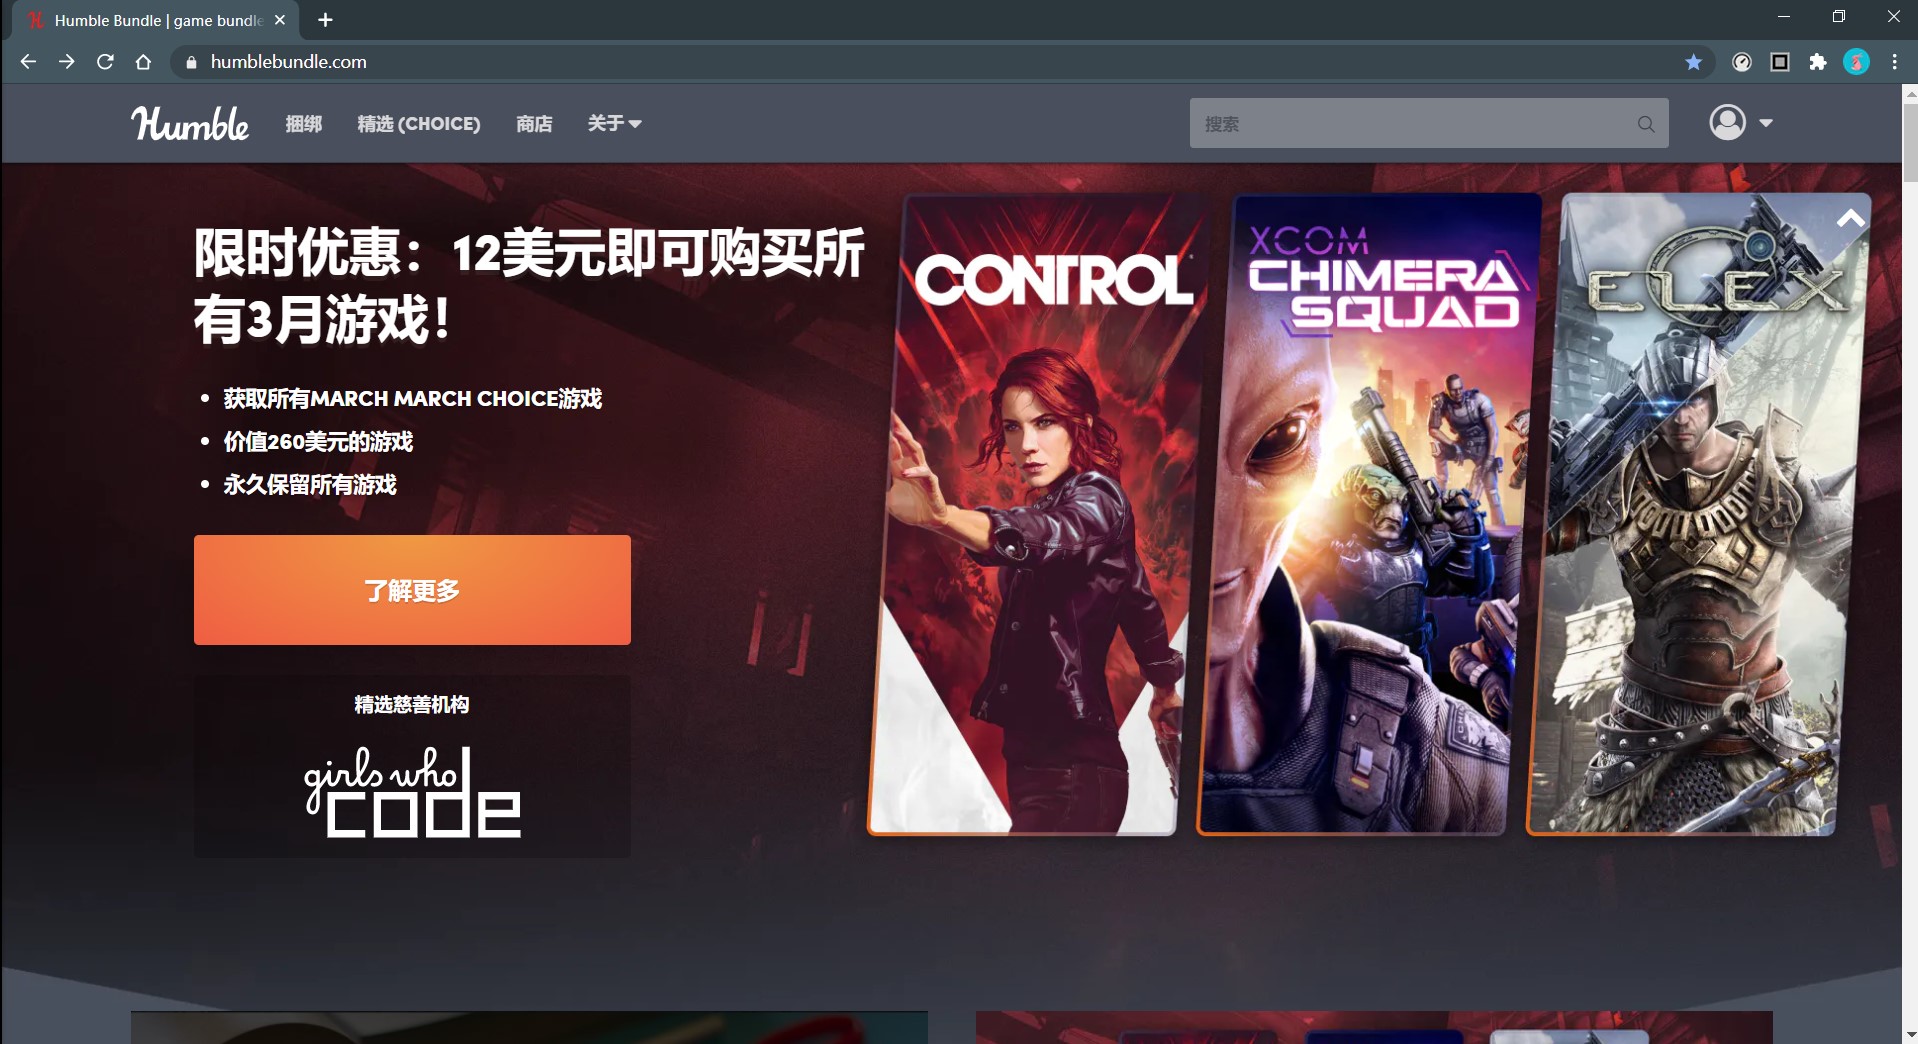 Humble Bundle | game bundle
humblebundle.com
Humble
捆绑
精选 (CHOICE)
商店
关于
搜索
限时优惠：12美元即可购买所
有3月游戏！
获取所有MARCH MARCH CHOICE游戏
价值260美元的游戏
永久保留所有游戏
了解更多
精选慈善机构
girls who
code
CONTROL
XCOM
CHIMERA
SQUAD
ELEX